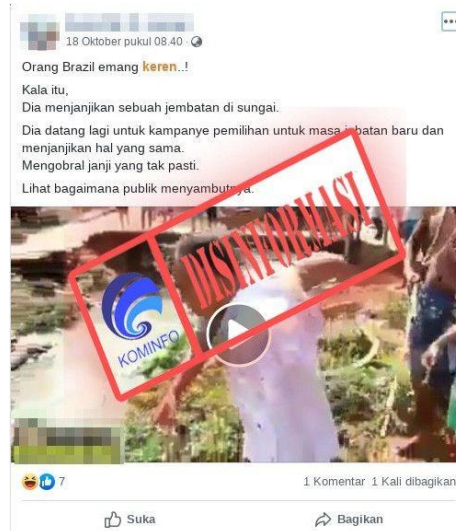 18 Oktober pukul 08.40 ·
Orang Brazil emang keren..!
Kala itu,
Dia menjanjikan sebuah jembatan di sungai.
Dia datang lagi untuk kampanye pemilihan untuk masa jabatan baru dan
menjanjikan hal yang sama.
Mengobral janji yang tak pasti.
Lihat bagaimana publik menyambutnya.
DISINFORMASI
KOMINFO
7
1 Komentar 1 Kali dibagikan
Suka
Bagikan